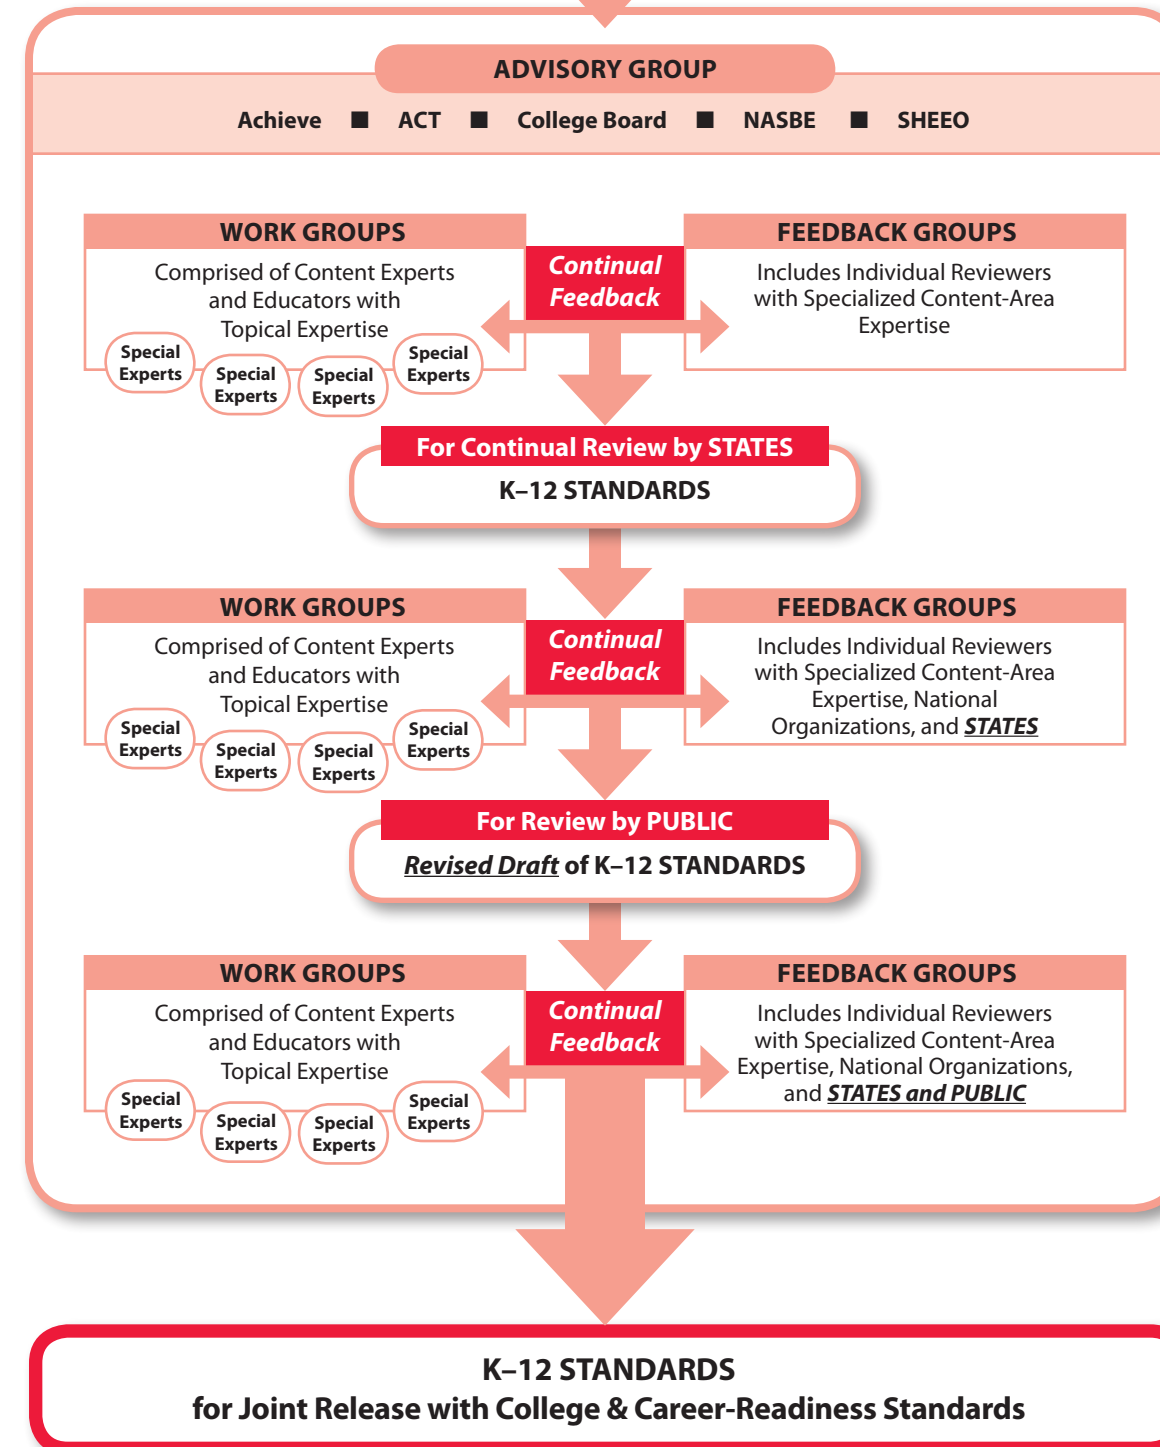 ADVISORY GROUP
Achieve ■ ACT ■ College Board ■ NASBE ■ SHEEO
WORK GROUPS
Comprised of Content Experts
and Educators with
Topical Expertise
Special
Experts
Special
Experts
Special
Experts
Special
Experts
Continual
Feedback
FEEDBACK GROUPS
Includes Individual Reviewers
with Specialized Content-Area
Expertise
For Continual Review by STATES
K–12 STANDARDS
WORK GROUPS
Comprised of Content Experts
and Educators with
Topical Expertise
Special
Experts
Special
Experts
Special
Experts
Special
Experts
Continual
Feedback
FEEDBACK GROUPS
Includes Individual Reviewers
with Specialized Content-Area
Expertise, National
Organizations, and STATES
For Review by PUBLIC
Revised Draft of K–12 STANDARDS
WORK GROUPS
Comprised of Content Experts
and Educators with
Topical Expertise
Special
Experts
Special
Experts
Special
Experts
Special
Experts
Continual
Feedback
FEEDBACK GROUPS
Includes Individual Reviewers
with Specialized Content-Area
Expertise, National Organizations,
and STATES and PUBLIC
K–12 STANDARDS
for Joint Release with College & Career-Readiness Standards